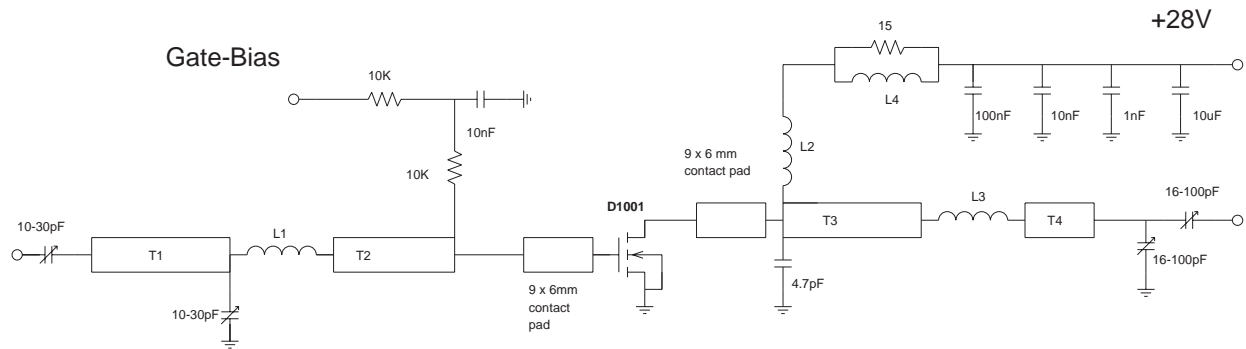 +28V
15
Gate-Bias
10K
L4
100nF
10nF
1nF
10uF
10nF
L2
9 x 6 mm
contact pad
10K
L3
16-100pF
D1001
10-30pF
T3
T4
L1
T1
T2
16-100pF
4.7pF
9 x 6mm
contact
pad
10-30pF